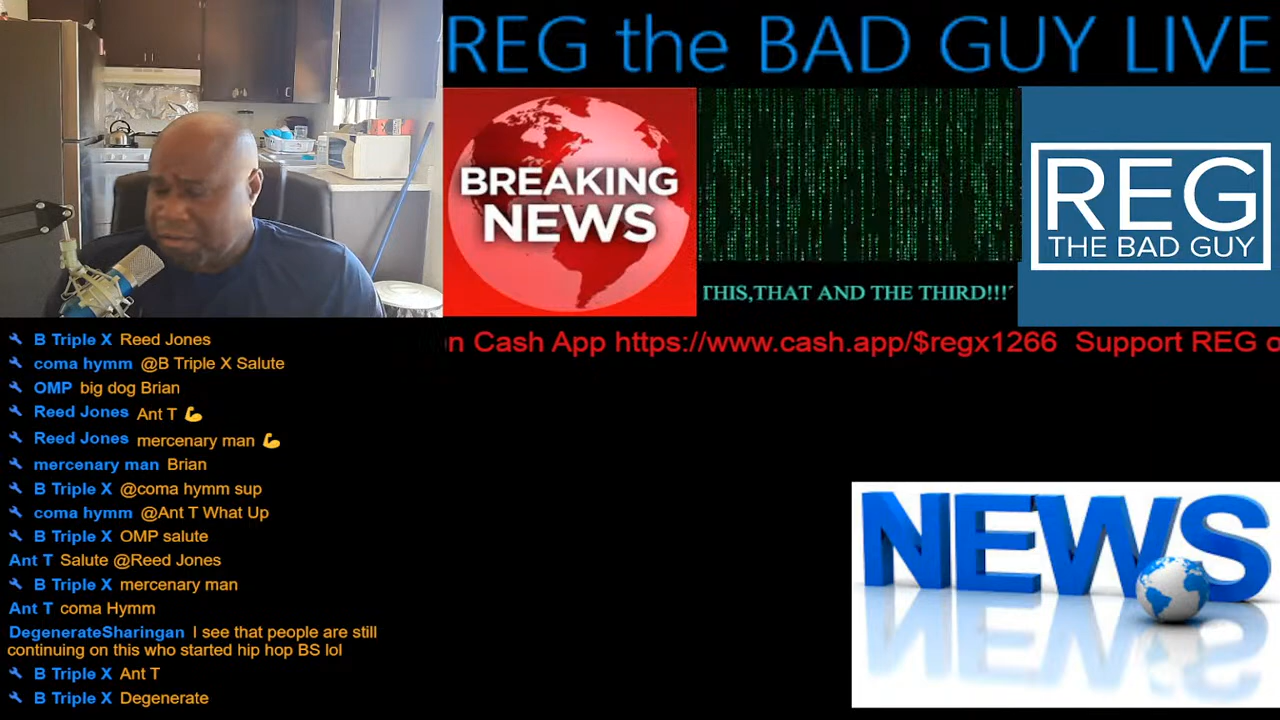 REG the BAD GUY LIVE
BREAKING
NEWS
THIS,THAT AND THE THIRD!!!
REG
THE BAD GUY
n Cash App https://www.cash.app/$regx1266 Support REG o
B Triple X Reed Jones
coma hymm @B Triple X Salute
OMP big dog Brian
Reed Jones Ant T 💪
Reed Jones mercenary man 💪
mercenary man Brian
B Triple X @coma hymm sup
coma hymm @Ant T What Up
B Triple X OMP salute
Ant T Salute @Reed Jones
B Triple X mercenary man
Ant T coma Hymm
DegenerateSharingan I see that people are still
continuing on this who started hip hop BS lol
B Triple X Ant T
B Triple X Degenerate
NEWS